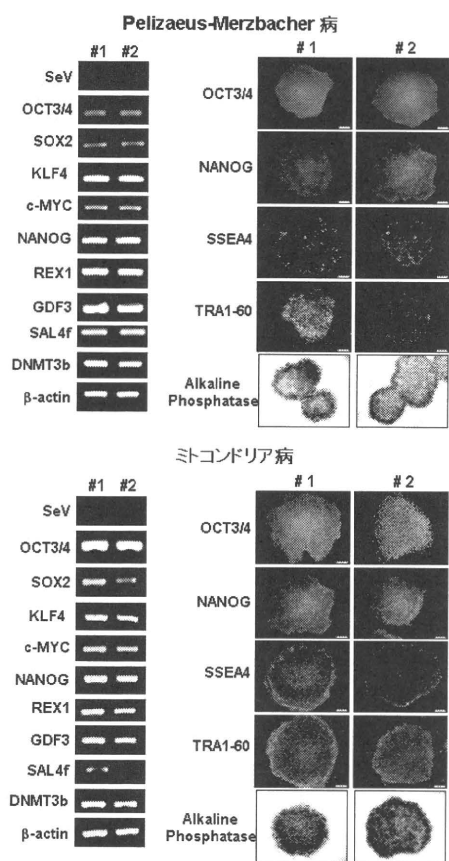 Pelizaeus-Merzbacher 病
#1 #2
SeV
OCT3/4
SOX2
KLF4
c-MYC
NANOG
REX1
GDF3
SAL4f
DNMT3b
β-actin
# 1 # 2
OCT3/4
NANOG
SSEA4
TRA1-60
Alkaline
Phosphatase
ミトコンドリア病
#1 #2
SeV
OCT3/4
SOX2
KLF4
c-MYC
NANOG
REX1
GDF3
SAL4f
DNMT3b
β-actin
# 1 # 2
OCT3/4
NANOG
SSEA4
TRA1-60
Alkaline
Phosphatase